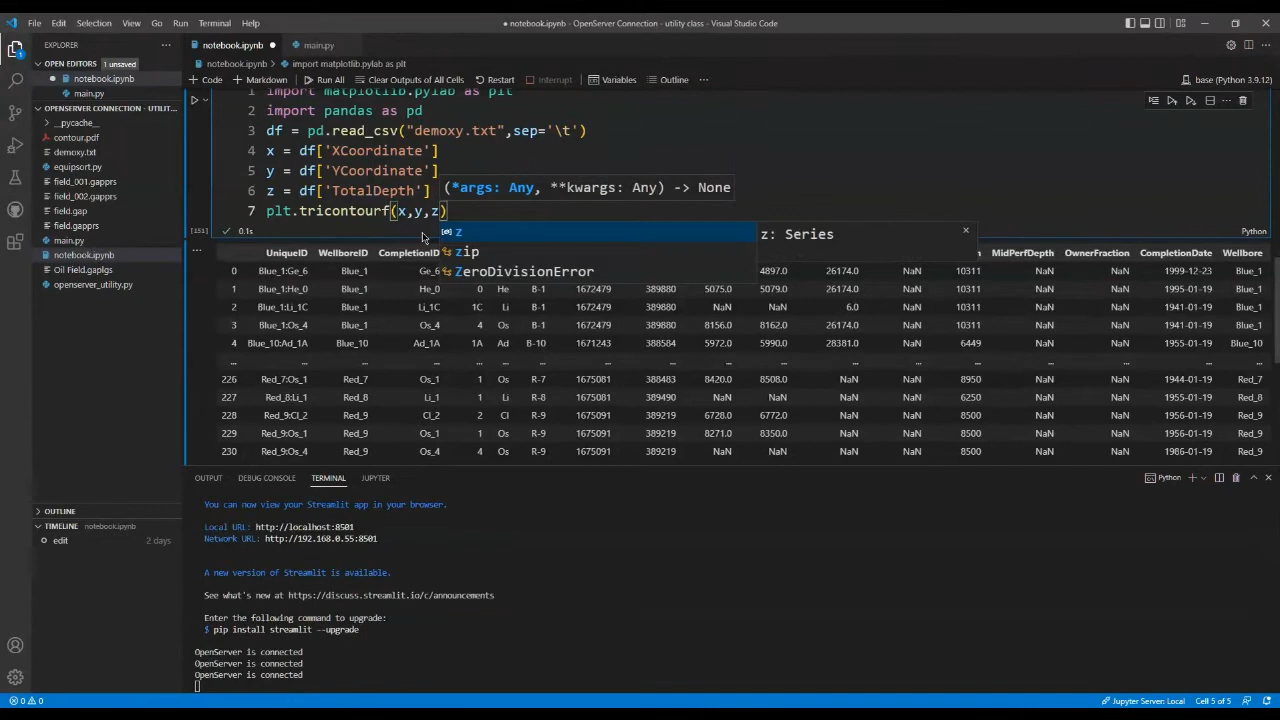 File Edit Selection View Go Run Terminal Help
● notebook.ipynb - OpenServer Connection - utility class - Visual Studio Code
EXPLORER
notebook.ipynb ●
main.py
OPEN EDITORS 1 unsaved
● notebook.ipynb
main.py
OPENSERVER CONNECTION - UTILIT...
__pycache__
contour.pdf
demoxy.txt
equipsort.py
field_001.gapprs
field_002.gapprs
field.gap
field.gapprs
main.py
notebook.ipynb
Oil Field.gaplgs
openserver_utility.py
OUTLINE
TIMELINE notebook.ipynb
edit 2 days
notebook.ipynb > import matplotlib.pylab as plt
+ Code + Markdown Run All Clear Outputs of All Cells Restart Interrupt Variables Outline ...
base (Python 3.9.12)
1 import matplotlib.pylab as plt
2 import pandas as pd
3 df = pd.read_csv("demoxy.txt",sep='\t')
4 x = df['XCoordinate']
5 y = df['YCoordinate']
6 z = df['TotalDepth']
(*args: Any, **kwargs: Any) -> None
7 plt.tricontourf(x,y,z)
[151] 0.1s
z
z: Series
zip
ZeroDivisionError
Python
UniqueID WellboreID CompletionID MidPerfDepth OwnerFraction CompletionDate Wellbore
0 Blue_1:Ge_6 Blue_1 Ge_6 4897.0 26174.0 NaN 10311 NaN NaN 1999-12-23 Blue_1
1 Blue_1:He_0 Blue_1 He_0 0 He B-1 1672479 389880 5075.0 5079.0 26174.0 NaN 10311 NaN NaN 1995-01-19 Blue_1
2 Blue_1:Li_1C Blue_1 Li_1C 1C Li B-1 1672479 389880 6.0 NaN 10311 NaN NaN 1941-01-19 Blue_1
3 Blue_1:Os_4 Blue_1 Os_4 4 Os B-1 1672479 389880 8156.0 8162.0 26174.0 NaN 10311 NaN NaN 1941-01-19 Blue_1
4 Blue_10:Ad_1A Blue_10 Ad_1A 1A Ad B-10 1671243 388584 5972.0 5990.0 28381.0 NaN 6449 NaN NaN 1955-01-19 Blue_10
... ... ... ... ... ... ... ... ... ... ... ... ... ... ... ... ... ...
226 Red_7:Os_1 Red_7 Os_1 1 Os R-7 1675081 388483 8420.0 8508.0 NaN NaN 8950 NaN NaN 1944-01-19 Red_7
227 Red_8:Li_1 Red_8 Li_1 1 Li R-8 1675081 389490 NaN NaN NaN NaN 6250 NaN NaN 1955-01-19 Red_8
228 Red_9:Cl_2 Red_9 Cl_2 2 Cl R-9 1675091 389219 6728.0 6772.0 NaN NaN 8500 NaN NaN 1956-01-19 Red_9
229 Red_9:Os_1 Red_9 Os_1 1 Os R-9 1675091 389219 8271.0 8350.0 NaN NaN 8500 NaN NaN 1956-01-19 Red_9
230 Red_9:Os_4 Red_9 Os_4 4 Os R-9 1675091 389219 NaN NaN NaN NaN 8500 NaN NaN 1986-01-19 Red_9
OUTPUT DEBUG CONSOLE TERMINAL JUPYTER
Python
You can now view your Streamlit app in your browser.
Local URL: http://localhost:8501
Network URL: http://192.168.0.55:8501
A new version of Streamlit is available.
See what's new at https://discuss.streamlit.io/c/announcements
Enter the following command to upgrade:
$ pip install streamlit --upgrade
OpenServer is connected
OpenServer is connected
OpenServer is connected
0 0
Jupyter Server: Local Cell 5 of 5